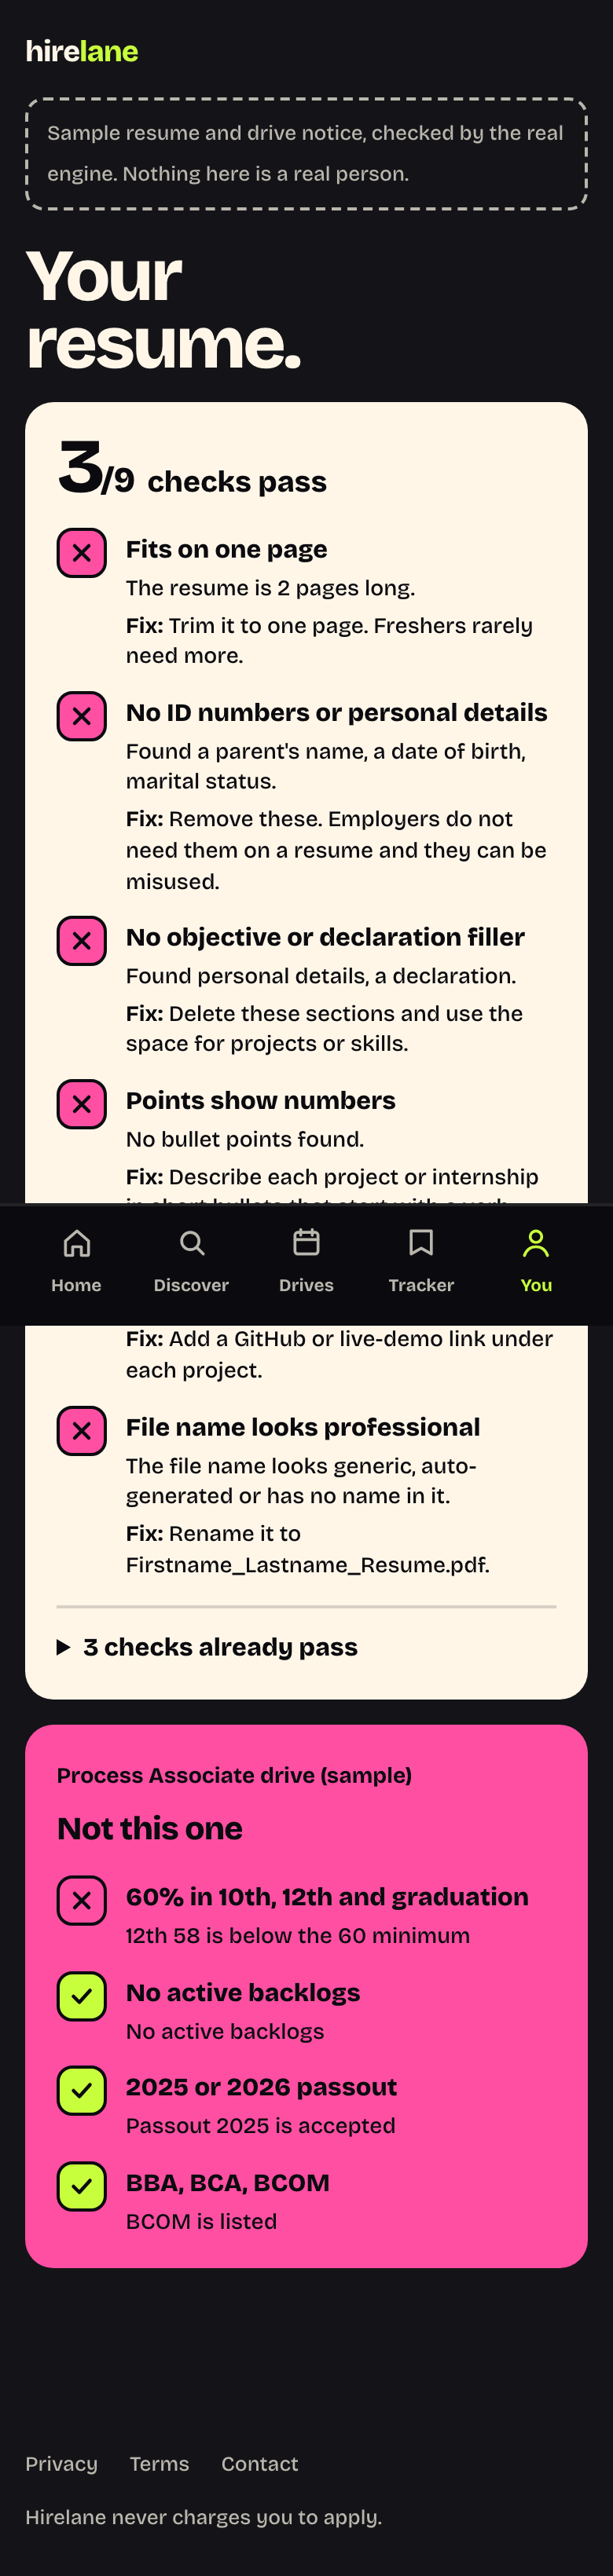 hirelane
Sample resume and drive notice, checked by the real
engine. Nothing here is a real person.
Your
resume.
3/9 checks pass
Fits on one page
The resume is 2 pages long.
Fix: Trim it to one page. Freshers rarely
need more.
No ID numbers or personal details
Found a parent's name, a date of birth,
marital status.
Fix: Remove these. Employers do not
need them on a resume and they can be
misused.
No objective or declaration filler
Found personal details, a declaration.
Fix: Delete these sections and use the
space for projects or skills.
Points show numbers
No bullet points found.
Fix: Describe each project or internship
Home
Discover
Drives
Tracker
You
Fix: Add a GitHub or live-demo link under
each project.
File name looks professional
The file name looks generic, auto-
generated or has no name in it.
Fix: Rename it to
Firstname_Lastname_Resume.pdf.
3 checks already pass
Process Associate drive (sample)
Not this one
60% in 10th, 12th and graduation
12th 58 is below the 60 minimum
No active backlogs
No active backlogs
2025 or 2026 passout
Passout 2025 is accepted
BBA, BCA, BCOM
BCOM is listed
Privacy Terms Contact
Hirelane never charges you to apply.